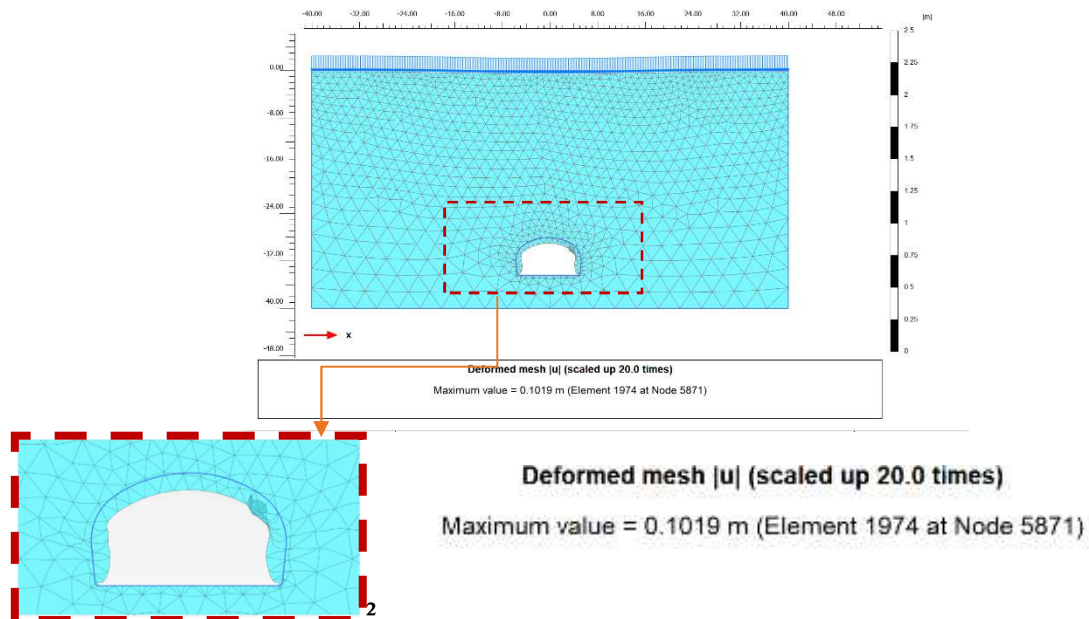 -40.00 -32.00 -24.00 -16.00 -8.00 0.00 8.00 16.00 24.00 32.00 40.00 48.00
[m]
2.5
0.00
2.25
2
-8.00
1.75
-16.00
1.5
1.25
-24.00
1
-32.00
0.75
0.5
40.00
0.25
x
-48.00
0
Deformed mesh |u| (scaled up 20.0 times)
Maximum value = 0.1019 m (Element 1974 at Node 5871)
Deformed mesh |u| (scaled up 20.0 times)
Maximum value = 0.1019 m (Element 1974 at Node 5871)
2